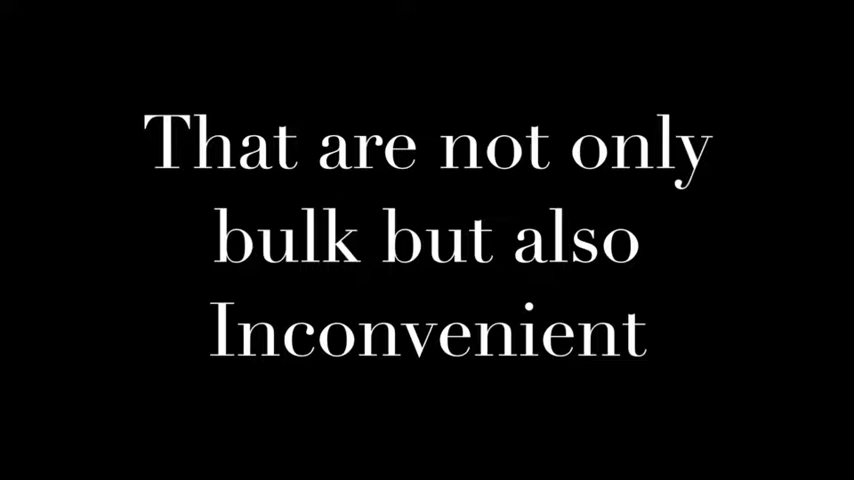 That are not only
bulk but also
Inconvenient